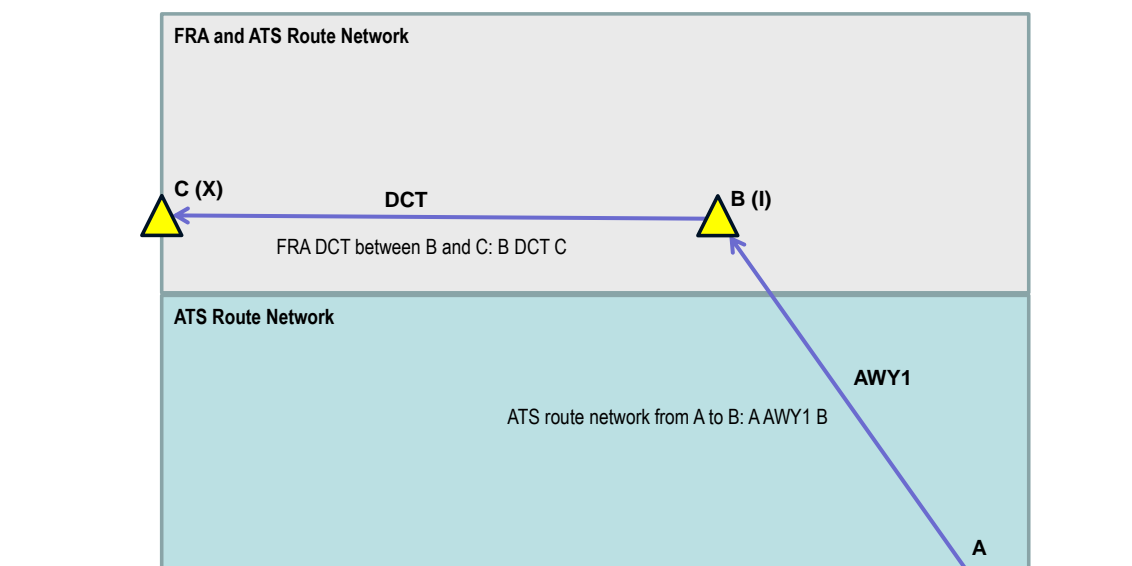 FRA and ATS Route Network
C (X)
DCT
B (I)
FRA DCT between B and C: B DCT C
ATS Route Network
AWY1
ATS route network from A to B: A AWY1 B
A